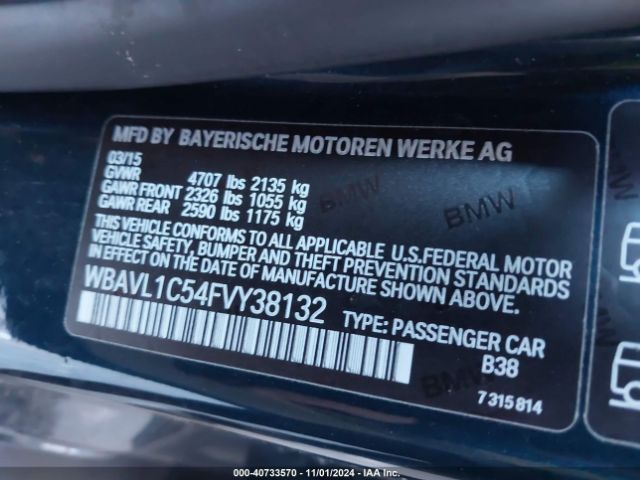 MFD BY BAYERISCHE MOTOREN WERKE AG
03/15
GVWR 4707 lbs 2135 kg
GAWR FRONT 2326 lbs 1055 kg
GAWR REAR 2590 lbs 1175 kg
THIS VEHICLE CONFORMS TO ALL APPLICABLE U.S.FEDERAL MOTOR
VEHICLE SAFETY, BUMPER AND THEFT PREVENTION STANDARDS
IN EFFECT ON THE DATE OF MANUFACTURE SHOWN ABOVE.
WBAVL1C54FVY38132 TYPE: PASSENGER CAR
B38
7 315 814
BMW
BMW
BMW
000-40733570 • 11/01/2024 • IAA Inc.